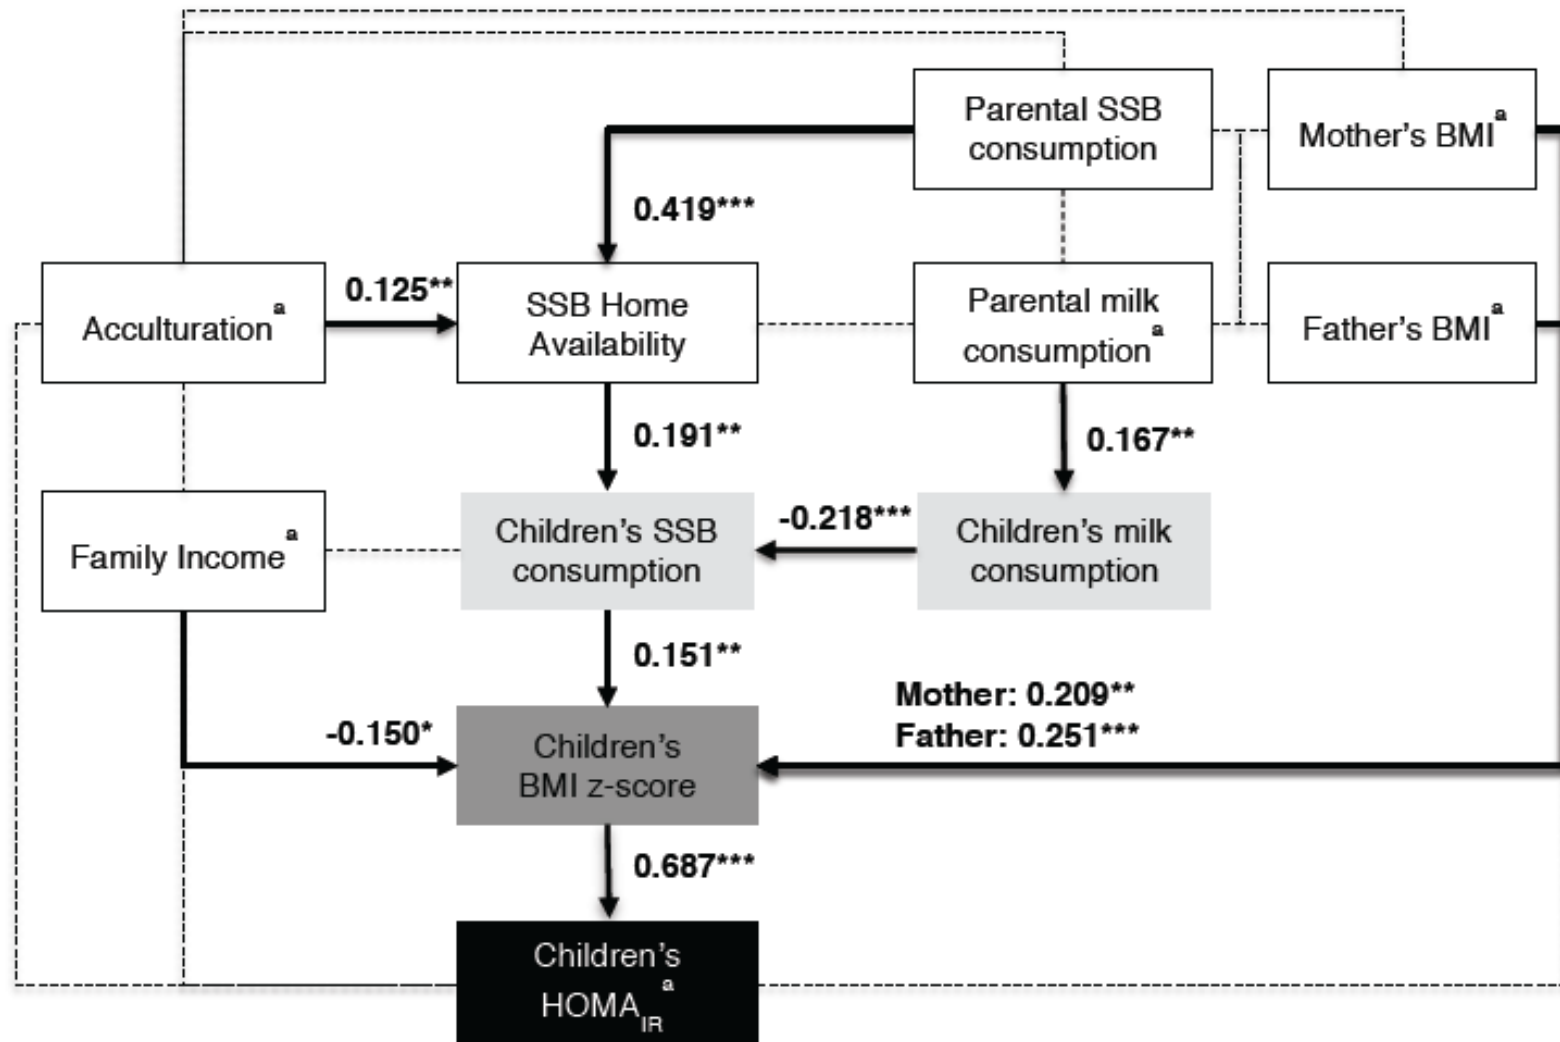 Parental SSB
consumption
Mother's BMI a
0.419***
Acculturation a
0.125**
SSB Home
Availability
Parental milk
consumption a
Father's BMI a
0.191**
0.167**
Family Income a
Children's SSB
consumption
-0.218***
Children's milk
consumption
0.151**
Mother: 0.209**
Father: 0.251***
-0.150*
Children's
BMI z-score
0.687***
Children's
HOMA IR a